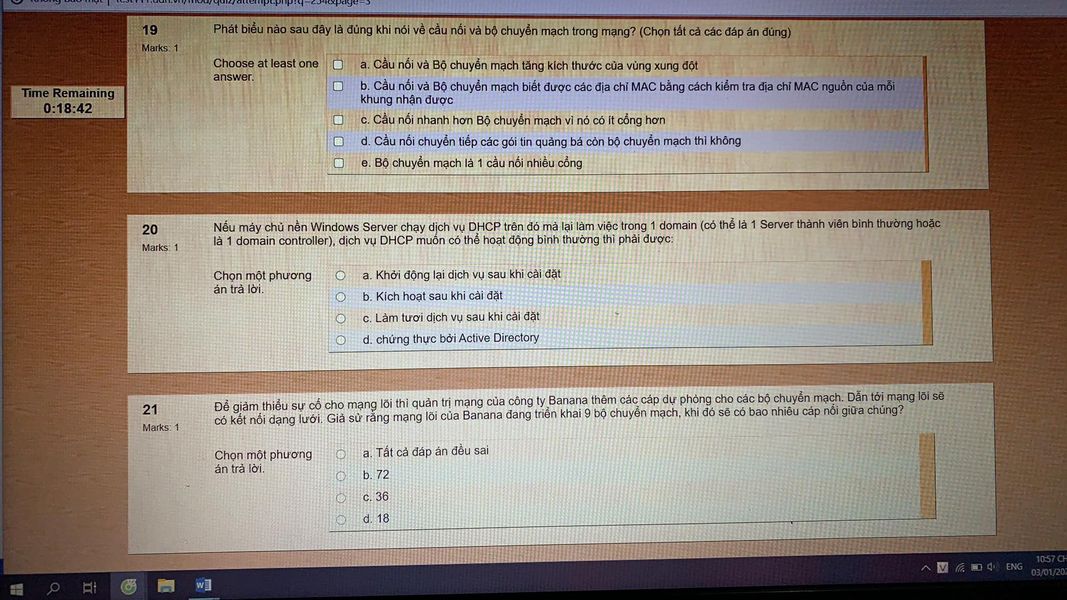 19
Marks: 1
Phát biểu nào sau đây là đúng khi nói về cầu nối và bộ chuyển mạch trong mạng? (Chọn tất cả các đáp án đúng)
Choose at least one
answer.
a. Cầu nối và Bộ chuyển mạch tăng kích thước của vùng xung đột
b. Cầu nối và Bộ chuyển mạch biết được các địa chỉ MAC bằng cách kiểm tra địa chỉ MAC nguồn của mỗi
khung nhận được
c. Cầu nối nhanh hơn Bộ chuyển mạch vì nó có ít cổng hơn
d. Cầu nối chuyển tiếp các gói tin quảng bá còn bộ chuyển mạch thì không
e. Bộ chuyển mạch là 1 cầu nối nhiều cổng
Time Remaining
0:18:42
20
Marks: 1
Nếu máy chủ nền Windows Server chạy dịch vụ DHCP trên đó mà lại làm việc trong 1 domain (có thể là 1 Server thành viên bình thường hoặc
là 1 domain controller), dịch vụ DHCP muốn có thể hoạt động bình thường thì phải được:
Chọn một phương
án trả lời.
a. Khởi động lại dịch vụ sau khi cài đặt
b. Kích hoạt sau khi cài đặt
c. Làm tươi dịch vụ sau khi cài đặt
d. chứng thực bởi Active Directory
21
Marks: 1
Để giảm thiểu sự cố cho mạng lõi thì quản trị mạng của công ty Banana thêm các cáp dự phòng cho các bộ chuyển mạch. Dẫn tới mạng lõi sẽ
có kết nối dạng lưới. Giả sử rằng mạng lõi của Banana đang triển khai 9 bộ chuyển mạch, khi đó sẽ có bao nhiêu cáp nối giữa chúng?
Chọn một phương
án trả lời.
a. Tất cả đáp án đều sai
b. 72
c. 36
d. 18
ENG
10:57 CH
03/01/202